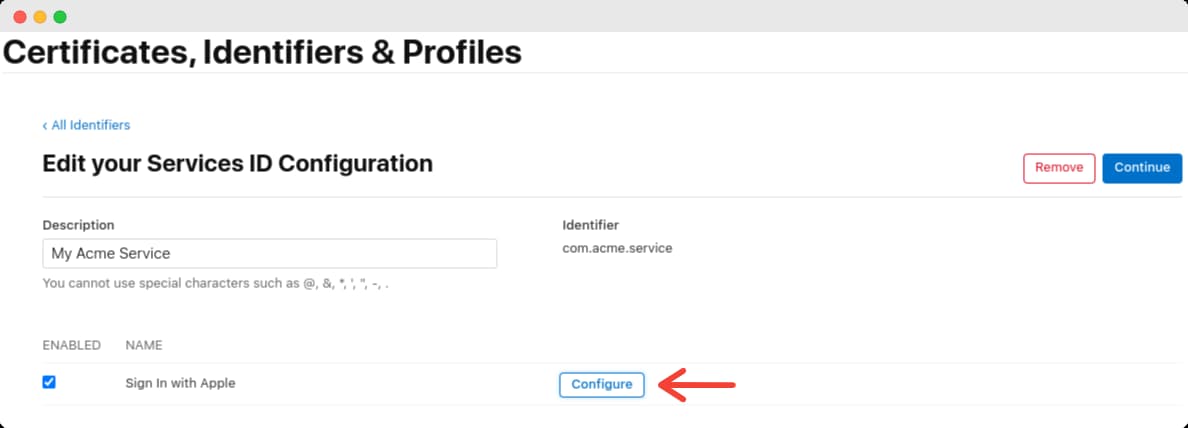 Certificates, Identifiers & Profiles
‹ All Identifiers
Edit your Services ID Configuration
Remove
Continue
Description
Identifier
My Acme Service
com.acme.service
You cannot use special characters such as @, &, *, ', ", -, .
ENABLED
NAME
Sign In with Apple
Configure